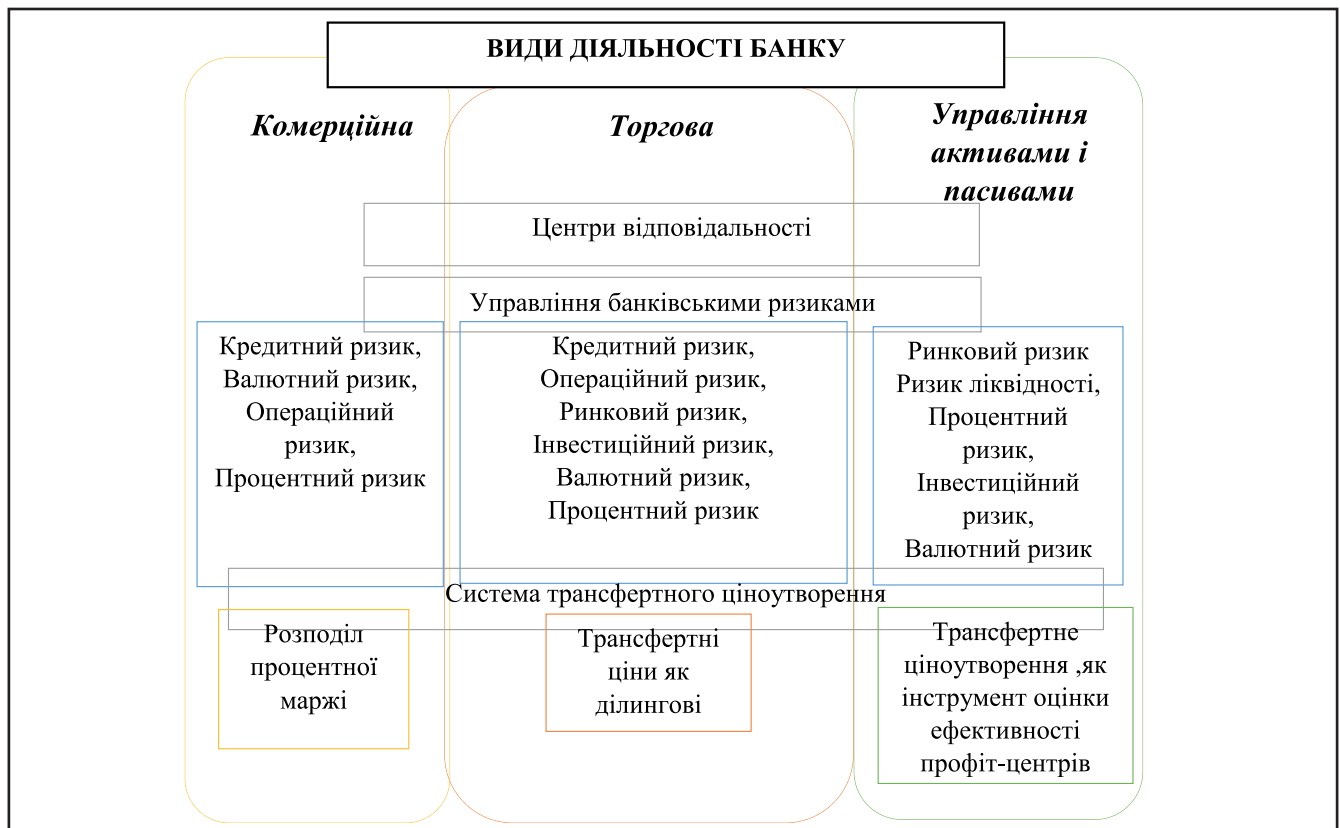 ВИДИ ДІЯЛЬНОСТІ БАНКУ
Комерційна
Торгова
Управління
активами і
пасивами
Центри відповідальності
Управління банківськими ризиками
Кредитний ризик,
Валютний ризик,
Операційний
ризик,
Процентний ризик
Кредитний ризик,
Операційний ризик,
Ринковий ризик,
Інвестиційний ризик,
Валютний ризик,
Процентний ризик
Ринковий ризик
Ризик ліквідності,
Процентний
ризик,
Інвестиційний
ризик,
Валютний ризик
Система трансфертного ціноутворення
Розподіл
процентної
маржі
Трансфертні
ціни як
ділингові
Трансфертне
ціноутворення ,як
інструмент оцінки
ефективності
профіт-центрів